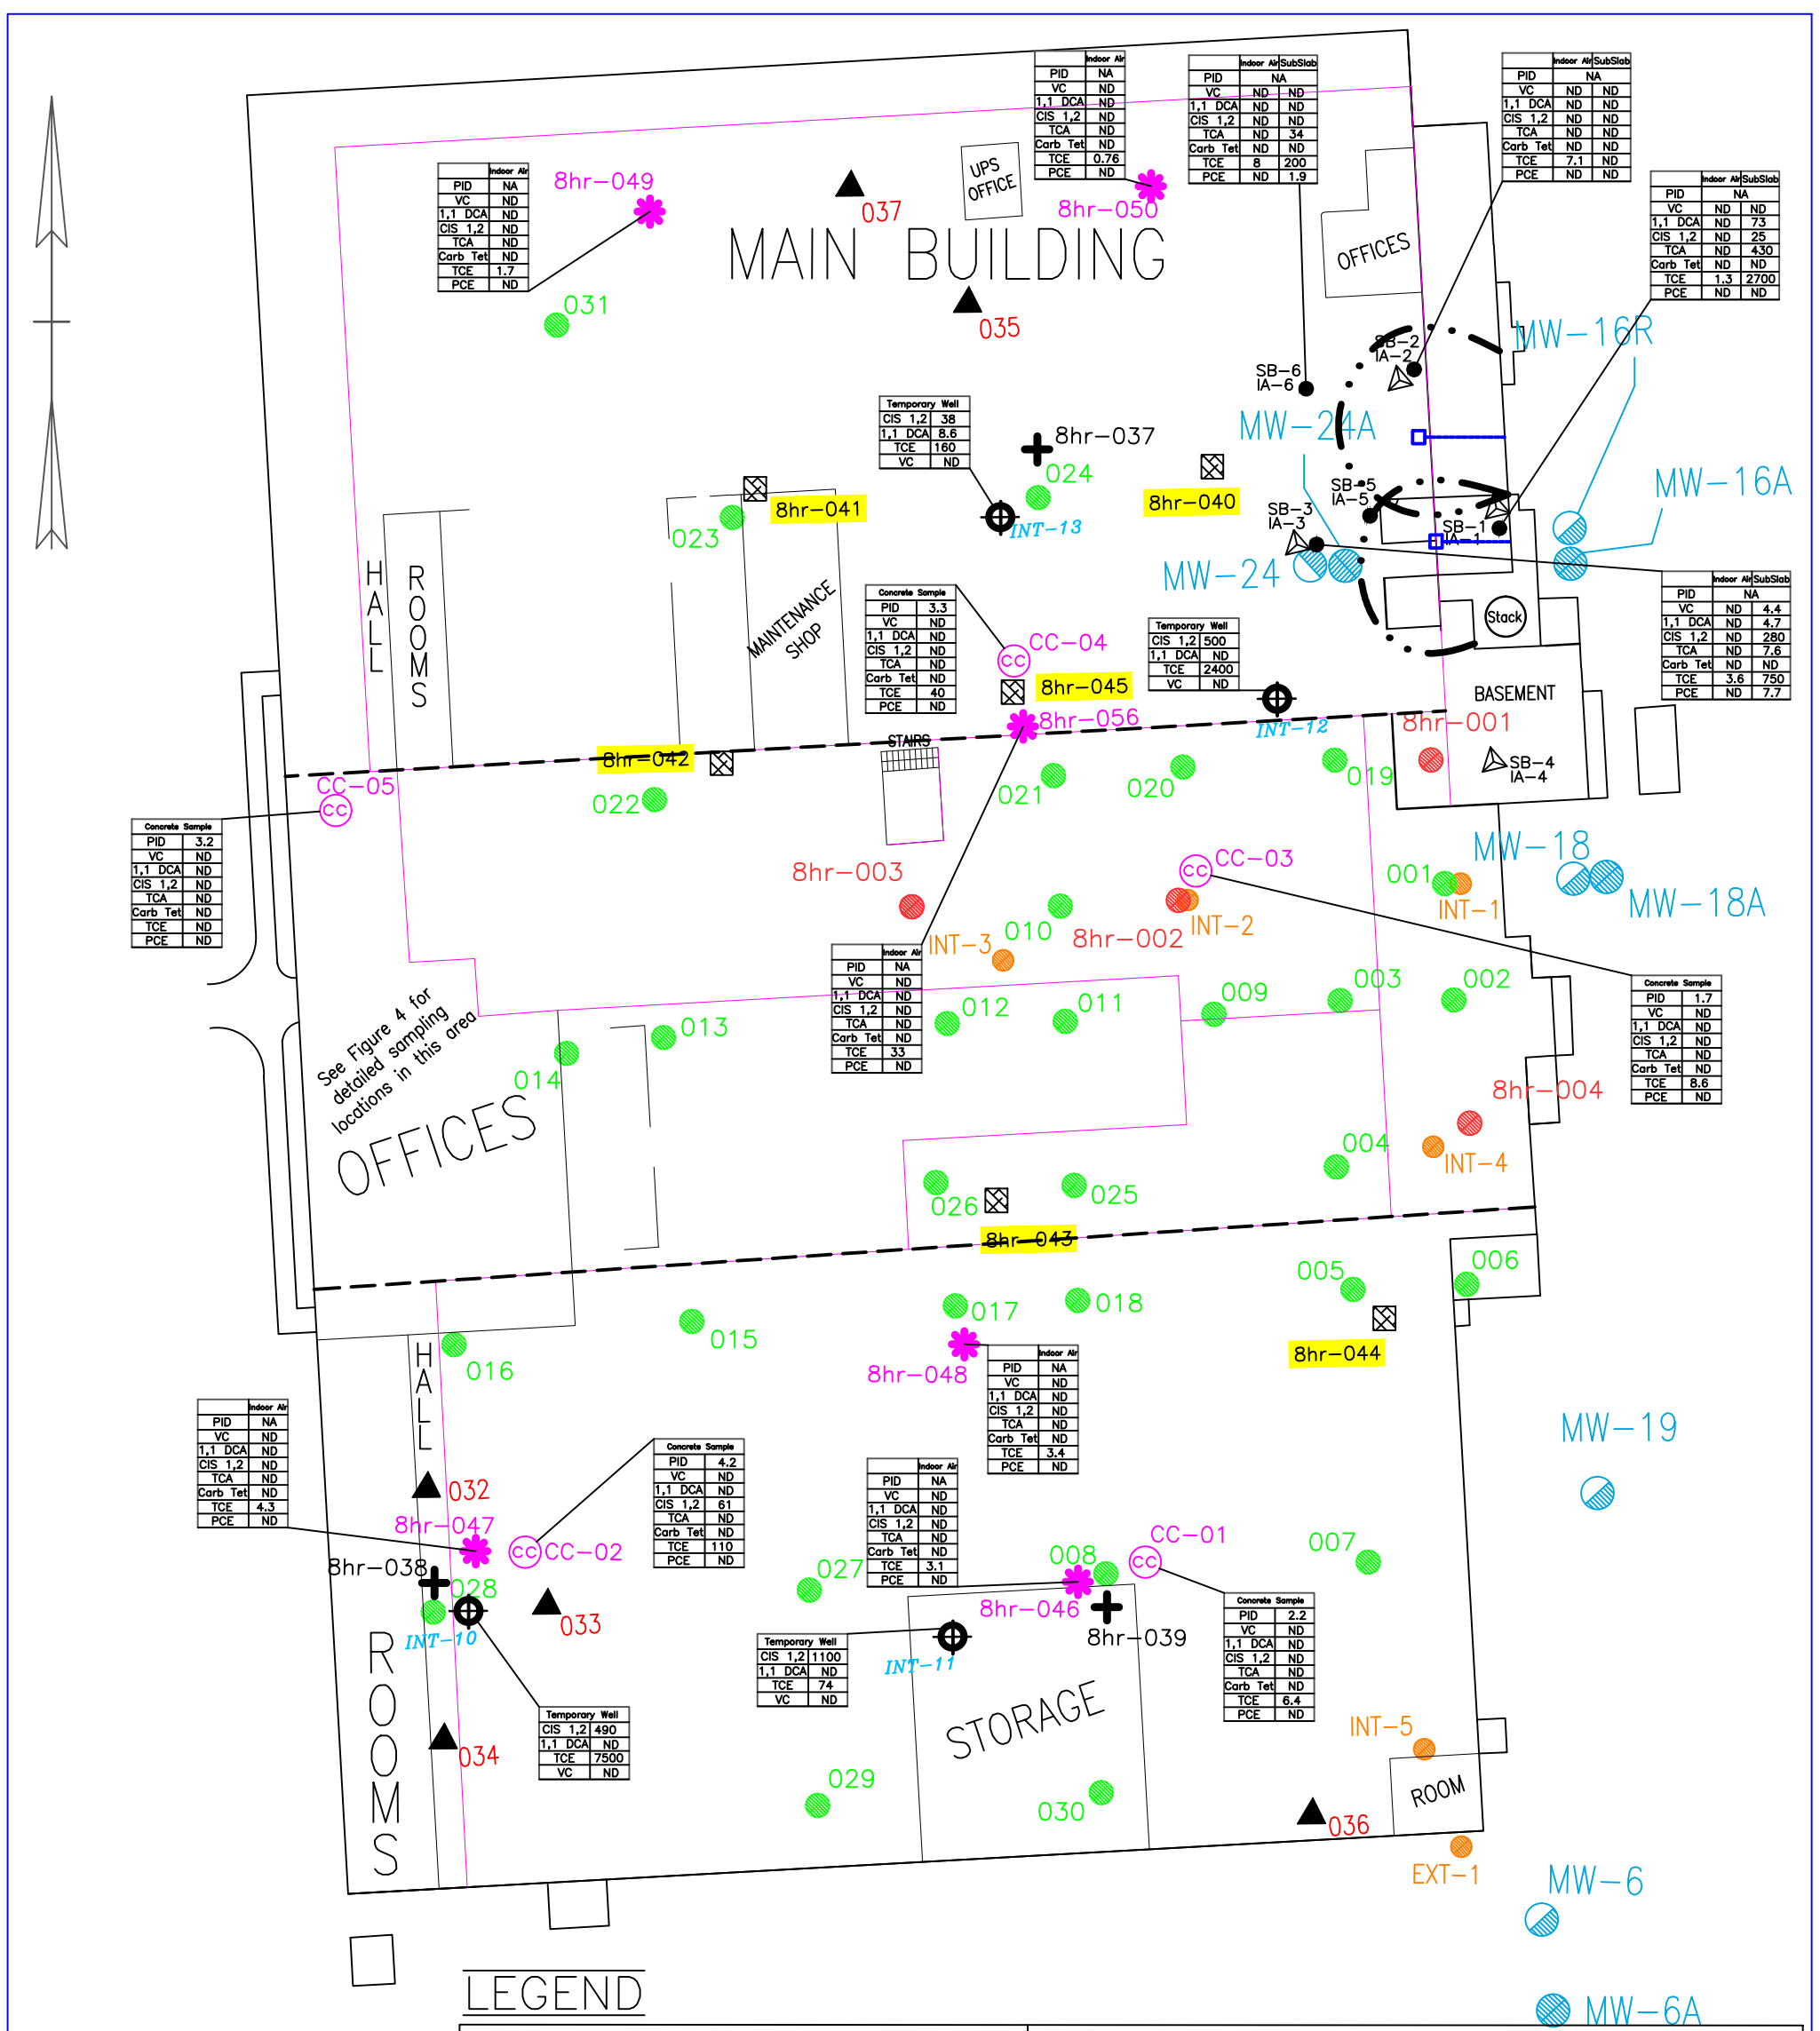 Indoor Air
PID NA
VC ND
1,1 DCA ND
CIS 1,2 ND
TCA ND
Carb Tet ND
TCE 0.76
PCE ND
Indoor Air SubSlab
PID NA
VC ND ND
1,1 DCA ND ND
CIS 1,2 ND ND
TCA ND 34
Carb Tet ND ND
TCE 8 200
PCE ND 1.9
Indoor Air SubSlab
PID NA
VC ND ND
1,1 DCA ND ND
CIS 1,2 ND ND
TCA ND ND
Carb Tet ND ND
TCE 7.1 ND
PCE ND ND
Indoor Air
PID NA
VC ND
1,1 DCA ND
CIS 1,2 ND
TCA ND
Carb Tet ND
TCE 1.7
PCE ND
8hr-049
037
UPS
OFFICE
8hr-050
Indoor Air SubSlab
PID NA
VC ND ND
1,1 DCA ND 73
CIS 1,2 ND 25
TCA ND 430
Carb Tet ND ND
TCE 1.3 2700
PCE ND ND
MAIN BUILDING
OFFICES
031
035
MW-16R
SB-2
IA-2
SB-6
IA-6
Temporary Well
CIS 1,2 38
1,1 DCA 8.6
TCE 160
VC ND
8hr-037
MW-24A
024
8hr-041
8hr-040
SB-5
IA-5
MW-16A
023
INT-13
SB-3
IA-3
SB-1
IA-1
HALL
ROOMS
MW-24
MAINTENANCE
SHOP
Concrete Sample
PID 3.3
VC ND
1,1 DCA ND
CIS 1,2 ND
TCA ND
Carb Tet ND
TCE 40
PCE ND
CC
CC-04
Temporary Well
CIS 1,2 500
1,1 DCA ND
TCE 2400
VC ND
Stack
Indoor Air SubSlab
PID NA
VC ND 4.4
1,1 DCA ND 4.7
CIS 1,2 ND 280
TCA ND 7.6
Carb Tet ND ND
TCE 3.6 750
PCE ND 7.7
8hr-045
BASEMENT
8hr-056
INT-12
8hr-001
STAIRS
8hr-042
CC-05
CC
022
021
020
019
SB-4
IA-4
Concrete Sample
PID 3.2
VC ND
1,1 DCA ND
CIS 1,2 ND
TCA ND
Carb Tet ND
TCE ND
PCE ND
8hr-003
CC
CC-03
MW-18
001
INT-1
MW-18A
INT-3
010
8hr-002
INT-2
Indoor Air
PID NA
VC ND
1,1 DCA ND
CIS 1,2 ND
TCA ND
Carb Tet ND
TCE 33
PCE ND
012
011
009
003
002
Concrete Sample
PID 1.7
VC ND
1,1 DCA ND
CIS 1,2 ND
TCA ND
Carb Tet ND
TCE 8.6
PCE ND
See Figure 4 for
detailed sampling
locations in this area
013
014
OFFICES
8hr-004
004
INT-4
026
025
8hr-043
005
006
017
018
015
016
8hr-048
8hr-044
HALL
Indoor Air
PID NA
VC ND
1,1 DCA ND
CIS 1,2 ND
TCA ND
Carb Tet ND
TCE 3.4
PCE ND
Indoor Air
PID NA
VC ND
1,1 DCA ND
CIS 1,2 ND
TCA ND
Carb Tet ND
TCE 4.3
PCE ND
MW-19
Concrete Sample
PID 4.2
VC ND
1,1 DCA ND
CIS 1,2 61
TCA ND
Carb Tet ND
TCE 110
PCE ND
Indoor Air
PID NA
VC ND
1,1 DCA ND
CIS 1,2 ND
TCA ND
Carb Tet ND
TCE 3.1
PCE ND
032
8hr-047
CC
CC-02
CC-01
CC
008
007
8hr-038
028
027
8hr-046
8hr-039
033
INT-10
INT-11
Concrete Sample
PID 2.2
VC ND
1,1 DCA ND
CIS 1,2 ND
TCA ND
Carb Tet ND
TCE 6.4
PCE ND
Temporary Well
CIS 1,2 1100
1,1 DCA ND
TCE 74
VC ND
ROOMS
STORAGE
Temporary Well
CIS 1,2 490
1,1 DCA ND
TCE 7500
VC ND
034
INT-5
029
030
ROOM
036
EXT-1
MW-6
LEGEND
MW-6A